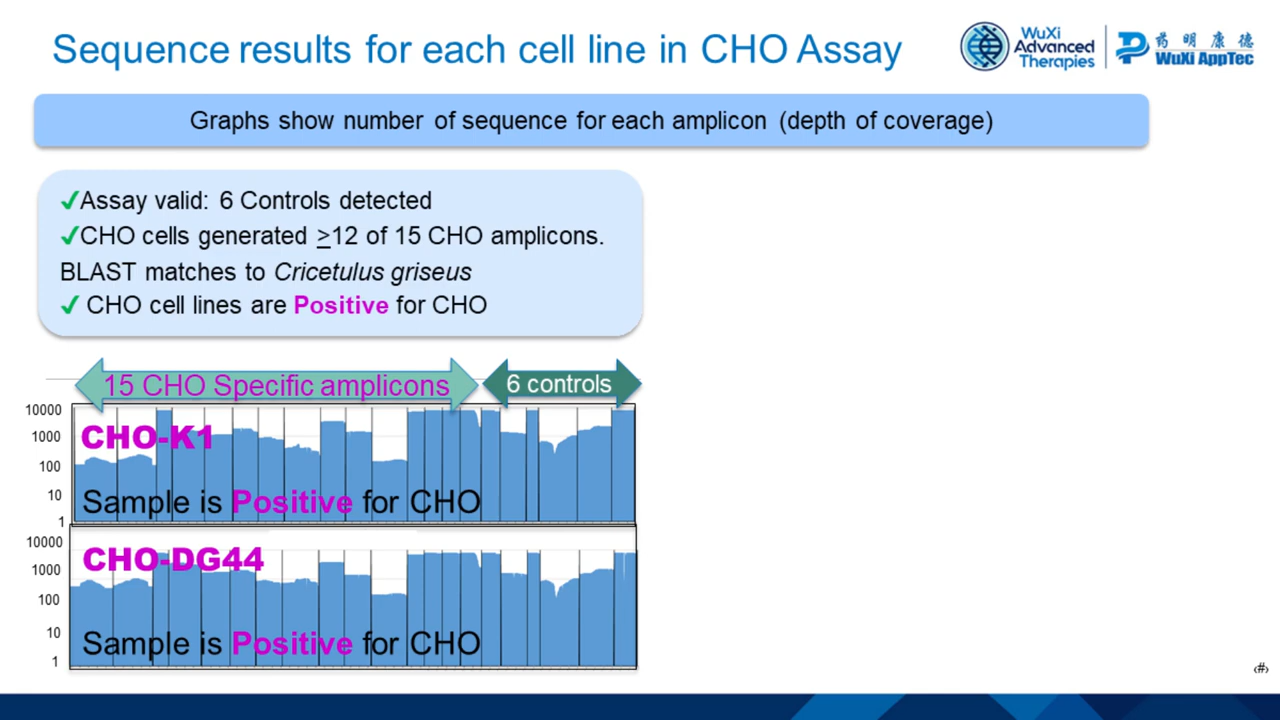 Sequence results for each cell line in CHO Assay
WuXi
Advanced
Therapies
药明康德
WuXi AppTec
Graphs show number of sequence for each amplicon (depth of coverage)
✓Assay valid: 6 Controls detected
✓CHO cells generated ≥12 of 15 CHO amplicons.
BLAST matches to Cricetulus griseus
✓ CHO cell lines are Positive for CHO
15 CHO Specific amplicons
6 controls
10000
1000
100
10
1
CHO-K1
Sample is Positive for CHO
10000
1000
100
10
1
CHO-DG44
Sample is Positive for CHO
‹#›